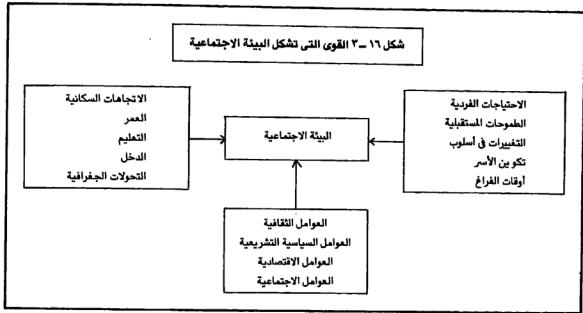 شكل ١٦ – ٣ القوى التى تشكل البيئة الاجتماعية
الاحتياجات الفردية
الطموحات المستقبلية
التغييرات فى أسلوب
تكوين الأسر
أوقات الفراغ
البيئة الاجتماعية
الاتجاهات السكانية
العمر
التعليم
الدخل
التحولات الجغرافية
العوامل الثقافية
العوامل السياسية التشريعية
العوامل الاقتصادية
العوامل الاجتماعية